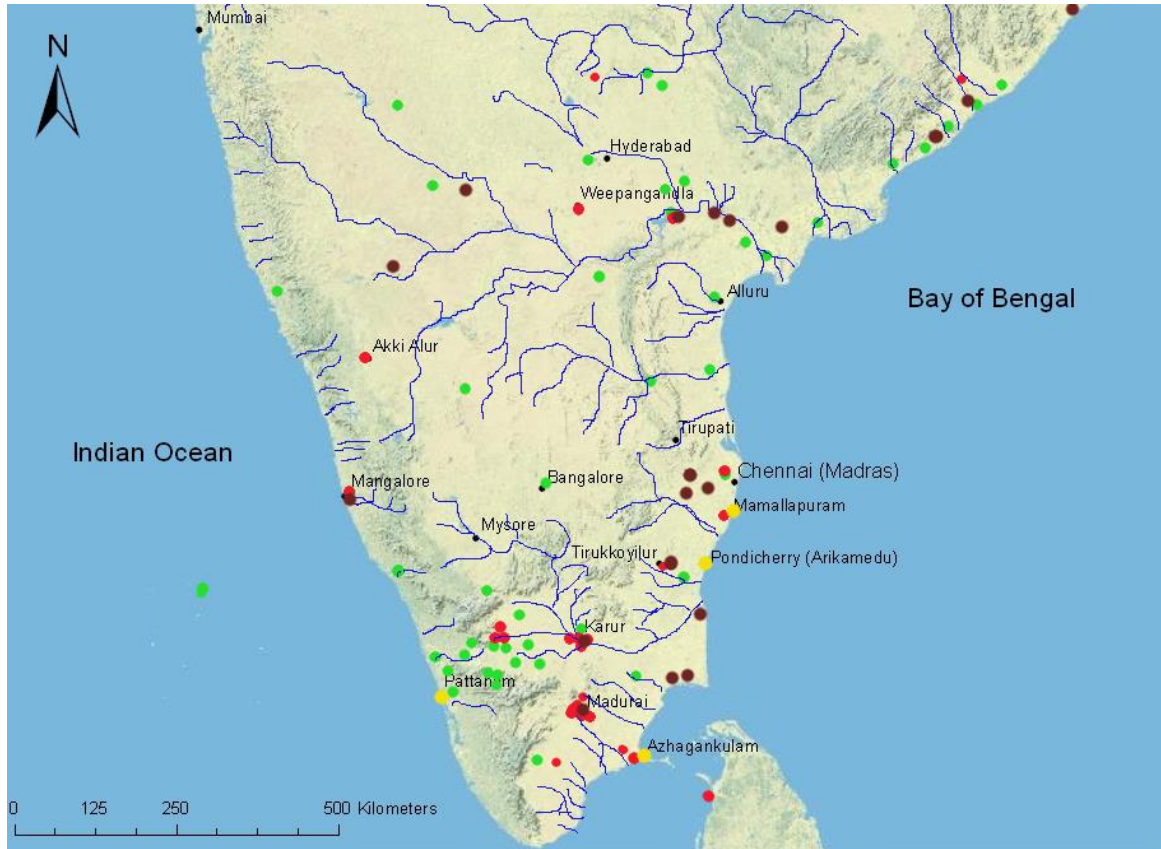 Mumbai
N
Hyderabad
Weepangandla
Alluru
Bay of Bengal
Akki Alur
Tirupati
Indian Ocean
Chennai (Madras)
Mangalore
Bangalore
Mamallapuram
Mysore
Tirukkoyilur
Pondicherry (Arikamedu)
Karur
Pattanam
Madurai
Azhagankulam
0 125 250 500 Kilometers